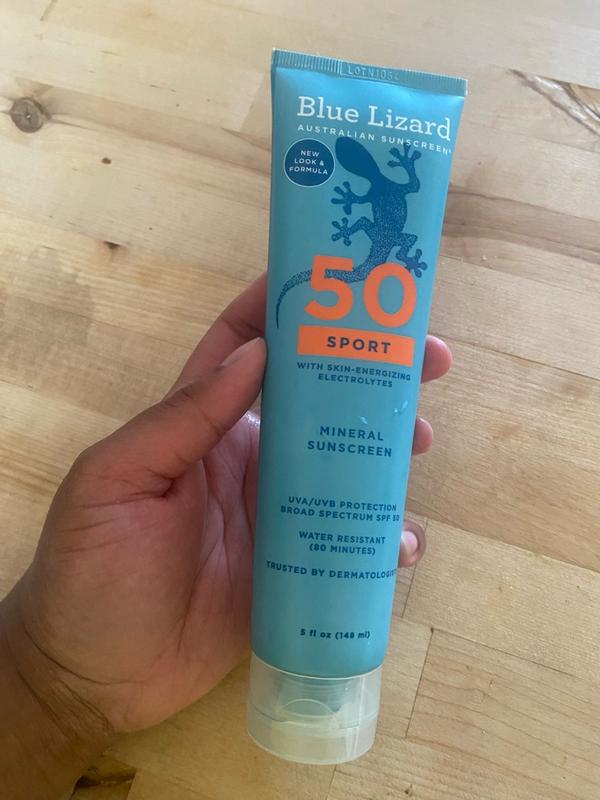 Blue Lizard
AUSTRALIAN SUNSCREEN
NEW
LOOK &
FORMULA
50
SPORT
WITH SKIN-ENERGIZING
ELECTROLYTES
MINERAL
SUNSCREEN
UVA/UVB PROTECTION
BROAD SPECTRUM SPF 50
WATER RESISTANT
(80 MINUTES)
TRUSTED BY
5 fl oz (148 ml)